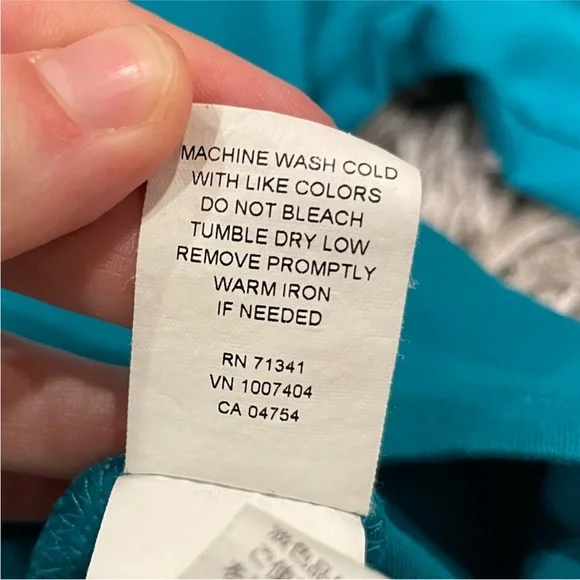 MACHINE WASH COLD
WITH LIKE COLORS
DO NOT BLEACH
TUMBLE DRY LOW
REMOVE PROMPTLY
WARM IRON
IF NEEDED
RN 71341
VN 1007404
CA 04754